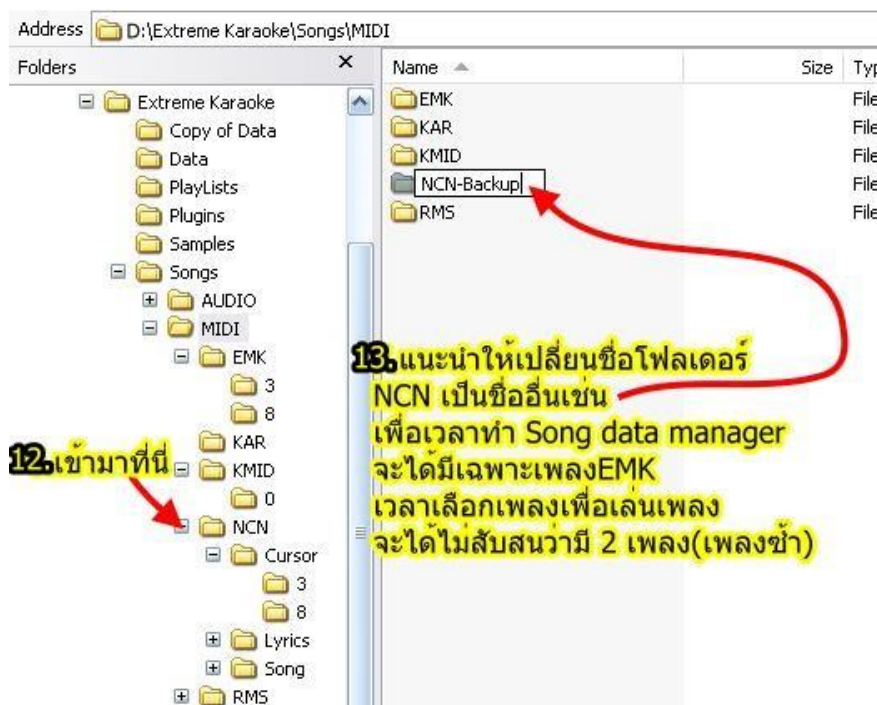 Address D:\Extreme Karaoke\Songs\MIDI
Folders x
Name Size Typ
Extreme Karaoke
Copy of Data
Data
PlayLists
Plugins
Samples
Songs
AUDIO
MIDI
EMK
3
8
KAR
KMID
0
NCN
Cursor
3
8
Lyrics
Song
RMS
EMK File
KAR File
KMID File
NCN-Backup File
RMS File
12.เข้ามาที่นี่
13.แนะนำให้เปลี่ยนชื่อโฟลเดอร์
NCN เป็นชื่ออื่นเช่น
เพื่อเวลาทำ Song data manager
จะได้มีเฉพาะเพลงEMK
เวลาเลือกเพลงเพื่อเล่นเพลง
จะได้ไม่สับสนว่ามี 2 เพลง(เพลงซ้ำ)